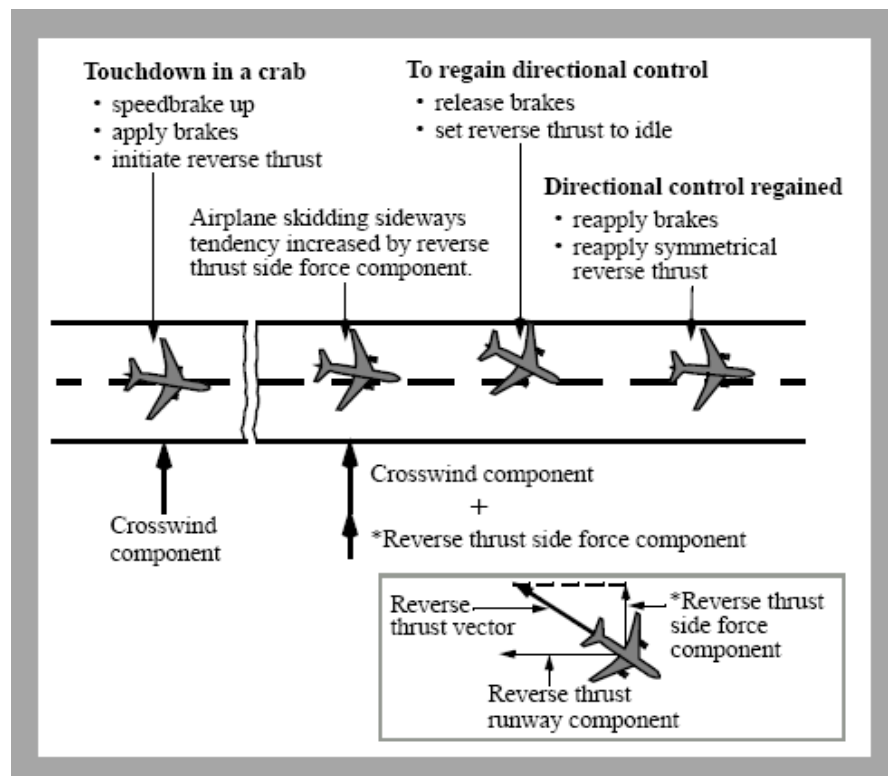 Touchdown in a crab
• speedbrake up
• apply brakes
• initiate reverse thrust
To regain directional control
• release brakes
• set reverse thrust to idle
Directional control regained
• reapply brakes
• reapply symmetrical
reverse thrust
Airplane skidding sideways
tendency increased by reverse
thrust side force component.
Crosswind
component
Crosswind component
+
*Reverse thrust side force component
Reverse
thrust vector
*Reverse thrust
side force
component
Reverse thrust
runway component